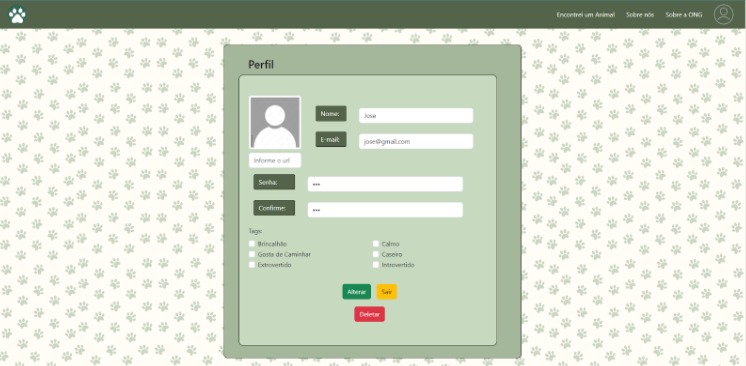 Encontrei um Animal Sobre nós Sobre a ONG
Perfil
Nome: Jose
E-mail: jose@gmail.com
Informe o url
Senha: •••
Confirme: •••
Tags:
Brincalhão Calmo
Gosta de Caminhar Caseiro
Extrovertido Introvertido
Alterar Sair
Deletar